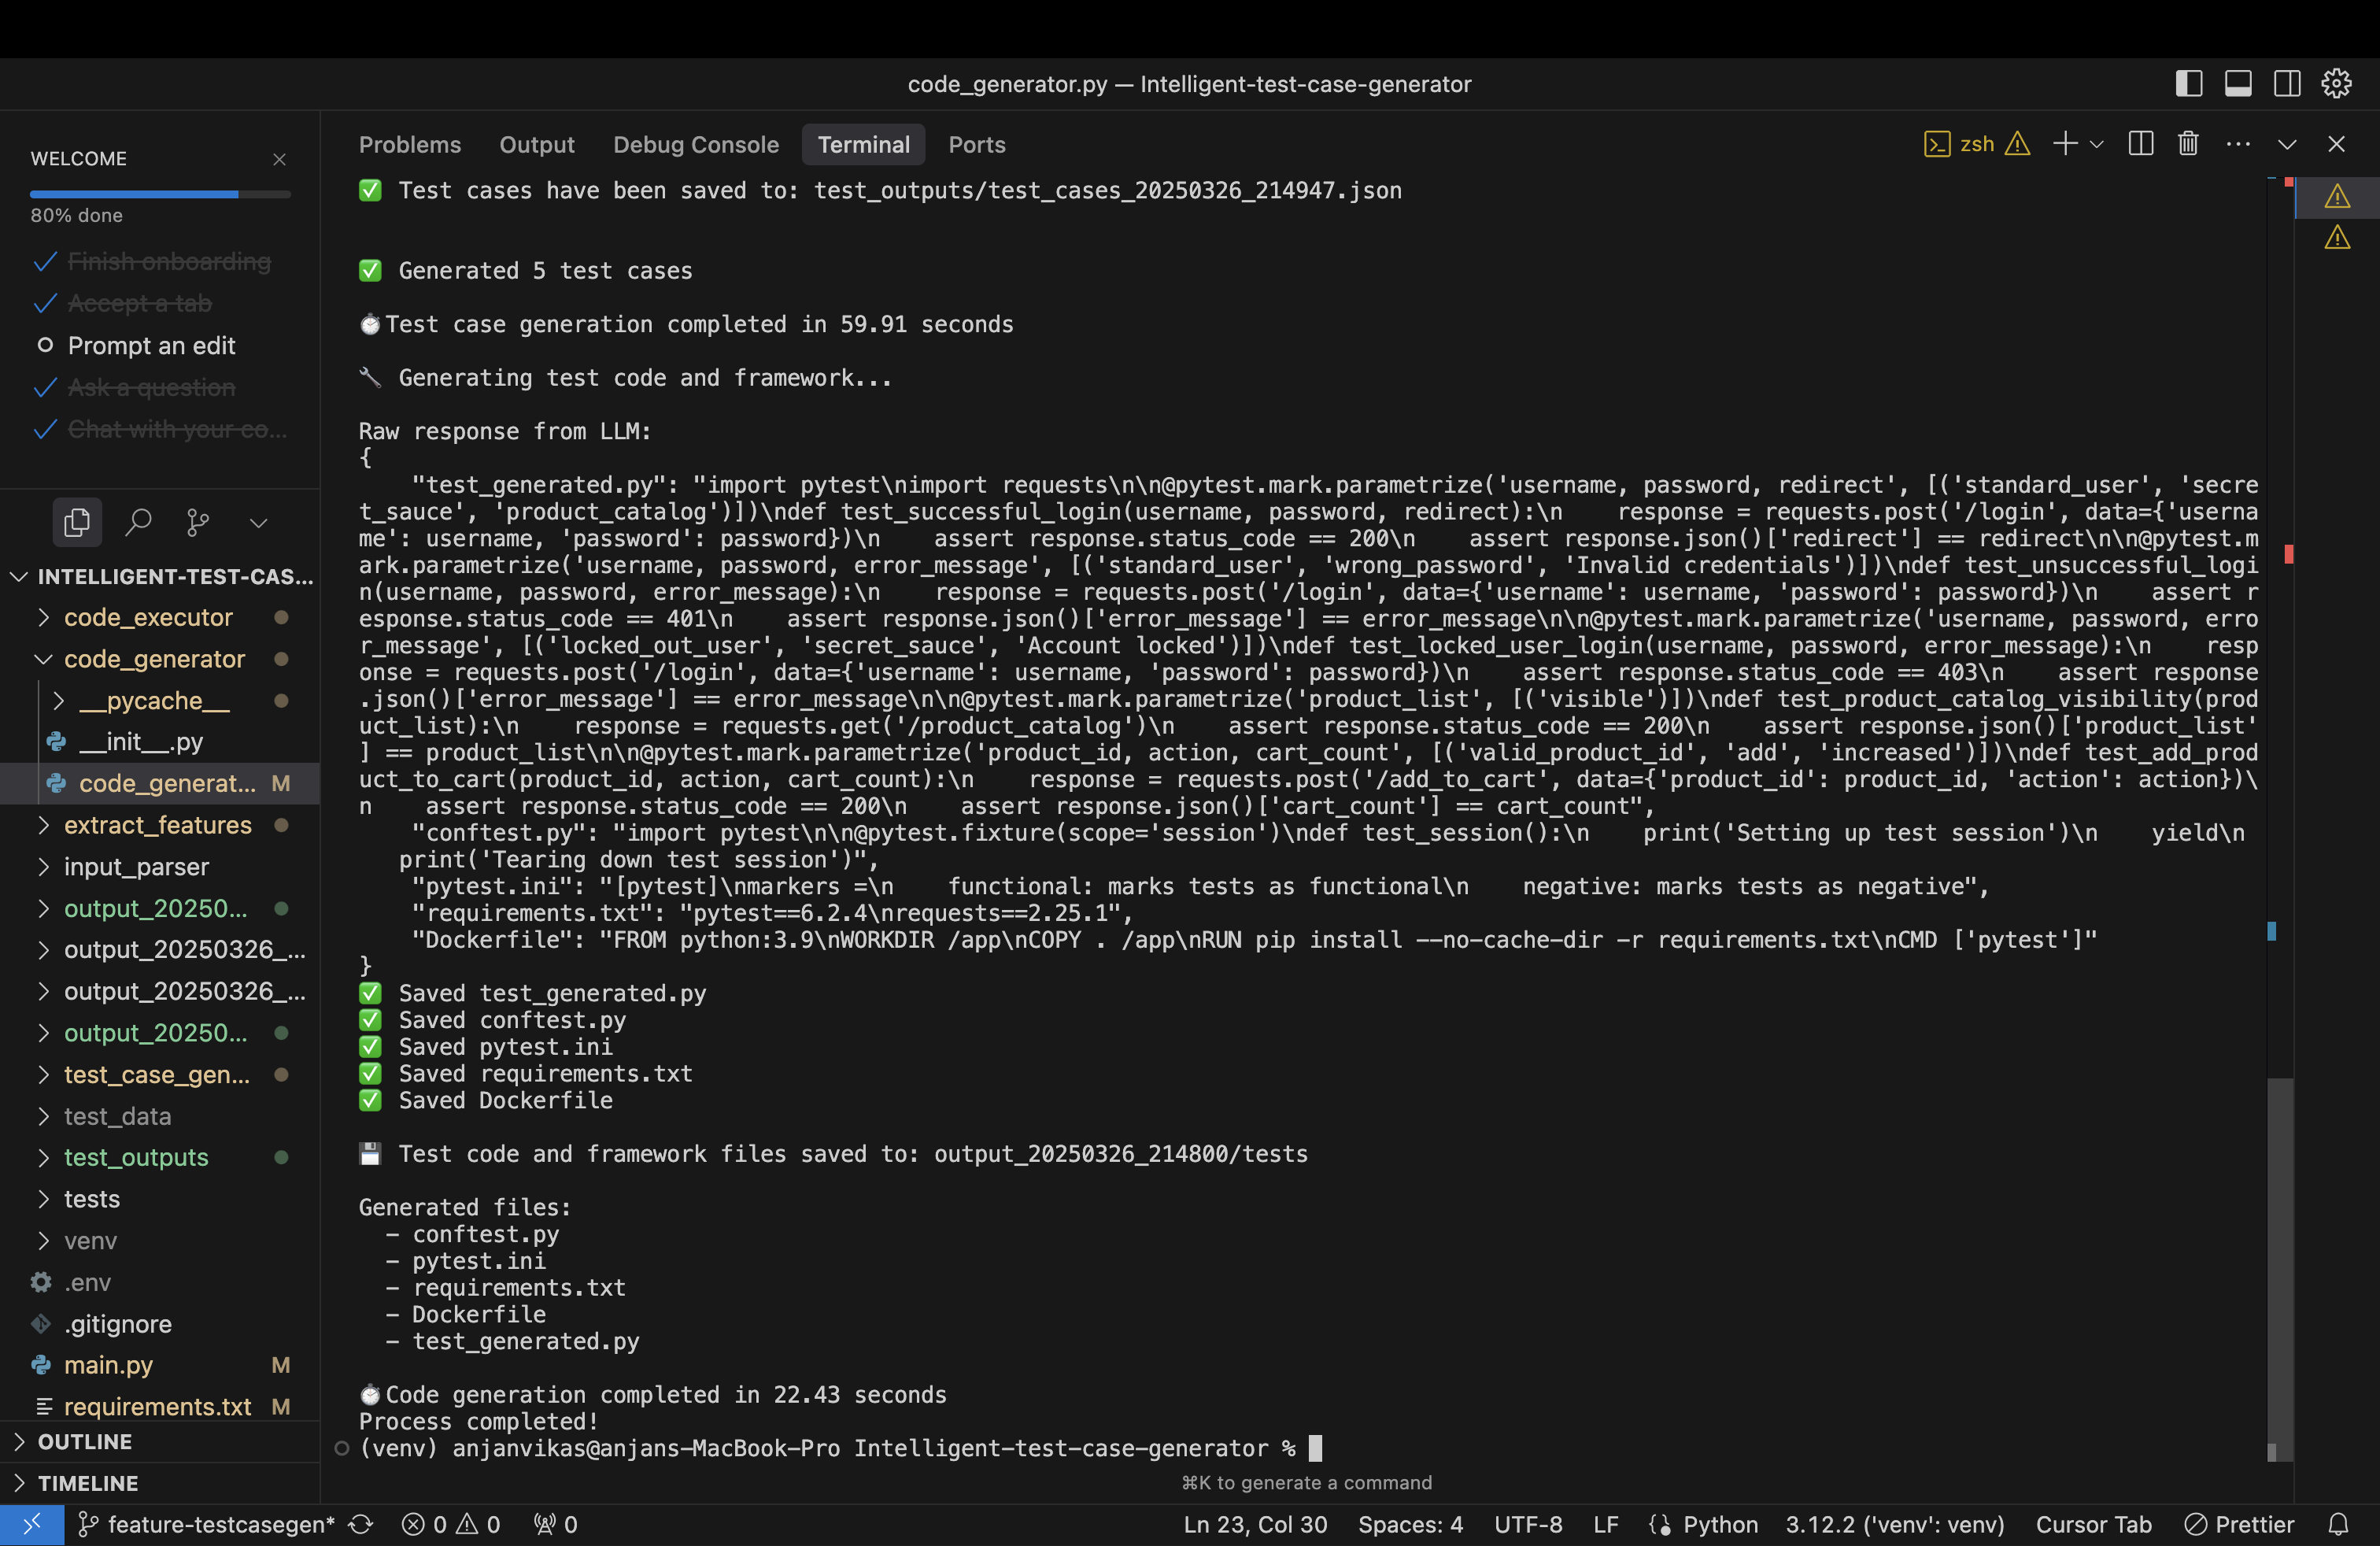 code_generator.py — Intelligent-test-case-generator
WELCOME
80% done
Finish onboarding
Accept a tab
Prompt an edit
Ask a question
Chat with your co...
INTELLIGENT-TEST-CAS...
code_executor
code_generator
__pycache__
__init__.py
code_generat... M
extract_features
input_parser
output_20250...
output_20250326_...
output_20250326_...
output_20250...
test_case_gen...
test_data
test_outputs
tests
venv
.env
.gitignore
main.py M
requirements.txt M
OUTLINE
TIMELINE
Problems Output Debug Console Terminal Ports
zsh
✅ Test cases have been saved to: test_outputs/test_cases_20250326_214947.json
✅ Generated 5 test cases
⏱Test case generation completed in 59.91 seconds
🔧 Generating test code and framework...
Raw response from LLM:
{
    "test_generated.py": "import pytest\nimport requests\n\n@pytest.mark.parametrize('username, password, redirect', [('standard_user', 'secre
t_sauce', 'product_catalog')])\ndef test_successful_login(username, password, redirect):\n    response = requests.post('/login', data={'userna
me': username, 'password': password})\n    assert response.status_code == 200\n    assert response.json()['redirect'] == redirect\n\n@pytest.m
ark.parametrize('username, password, error_message', [('standard_user', 'wrong_password', 'Invalid credentials')])\ndef test_unsuccessful_logi
n(username, password, error_message):\n    response = requests.post('/login', data={'username': username, 'password': password})\n    assert r
esponse.status_code == 401\n    assert response.json()['error_message'] == error_message\n\n@pytest.mark.parametrize('username, password, erro
r_message', [('locked_out_user', 'secret_sauce', 'Account locked')])\ndef test_locked_user_login(username, password, error_message):\n    resp
onse = requests.post('/login', data={'username': username, 'password': password})\n    assert response.status_code == 403\n    assert response
.json()['error_message'] == error_message\n\n@pytest.mark.parametrize('product_list', [('visible')])\ndef test_product_catalog_visibility(prod
uct_list):\n    response = requests.get('/product_catalog')\n    assert response.status_code == 200\n    assert response.json()['product_list'
] == product_list\n\n@pytest.mark.parametrize('product_id, action, cart_count', [('valid_product_id', 'add', 'increased')])\ndef test_add_prod
uct_to_cart(product_id, action, cart_count):\n    response = requests.post('/add_to_cart', data={'product_id': product_id, 'action': action})\
n    assert response.status_code == 200\n    assert response.json()['cart_count'] == cart_count",
    "conftest.py": "import pytest\n\n@pytest.fixture(scope='session')\ndef test_session():\n    print('Setting up test session')\n    yield\n
   print('Tearing down test session')",
    "pytest.ini": "[pytest]\nmarkers =\n    functional: marks tests as functional\n    negative: marks tests as negative",
    "requirements.txt": "pytest==6.2.4\nrequests==2.25.1",
    "Dockerfile": "FROM python:3.9\nWORKDIR /app\nCOPY . /app\nRUN pip install --no-cache-dir -r requirements.txt\nCMD ['pytest']"
}
✅ Saved test_generated.py
✅ Saved conftest.py
✅ Saved pytest.ini
✅ Saved requirements.txt
✅ Saved Dockerfile
💾 Test code and framework files saved to: output_20250326_214800/tests
Generated files:
  - conftest.py
  - pytest.ini
  - requirements.txt
  - Dockerfile
  - test_generated.py
⏱Code generation completed in 22.43 seconds
Process completed!
(venv) anjanvikas@anjans-MacBook-Pro Intelligent-test-case-generator %
⌘K to generate a command
feature-testcasegen* 0 0 0 Ln 23, Col 30 Spaces: 4 UTF-8 LF Python 3.12.2 ('venv': venv) Cursor Tab Prettier